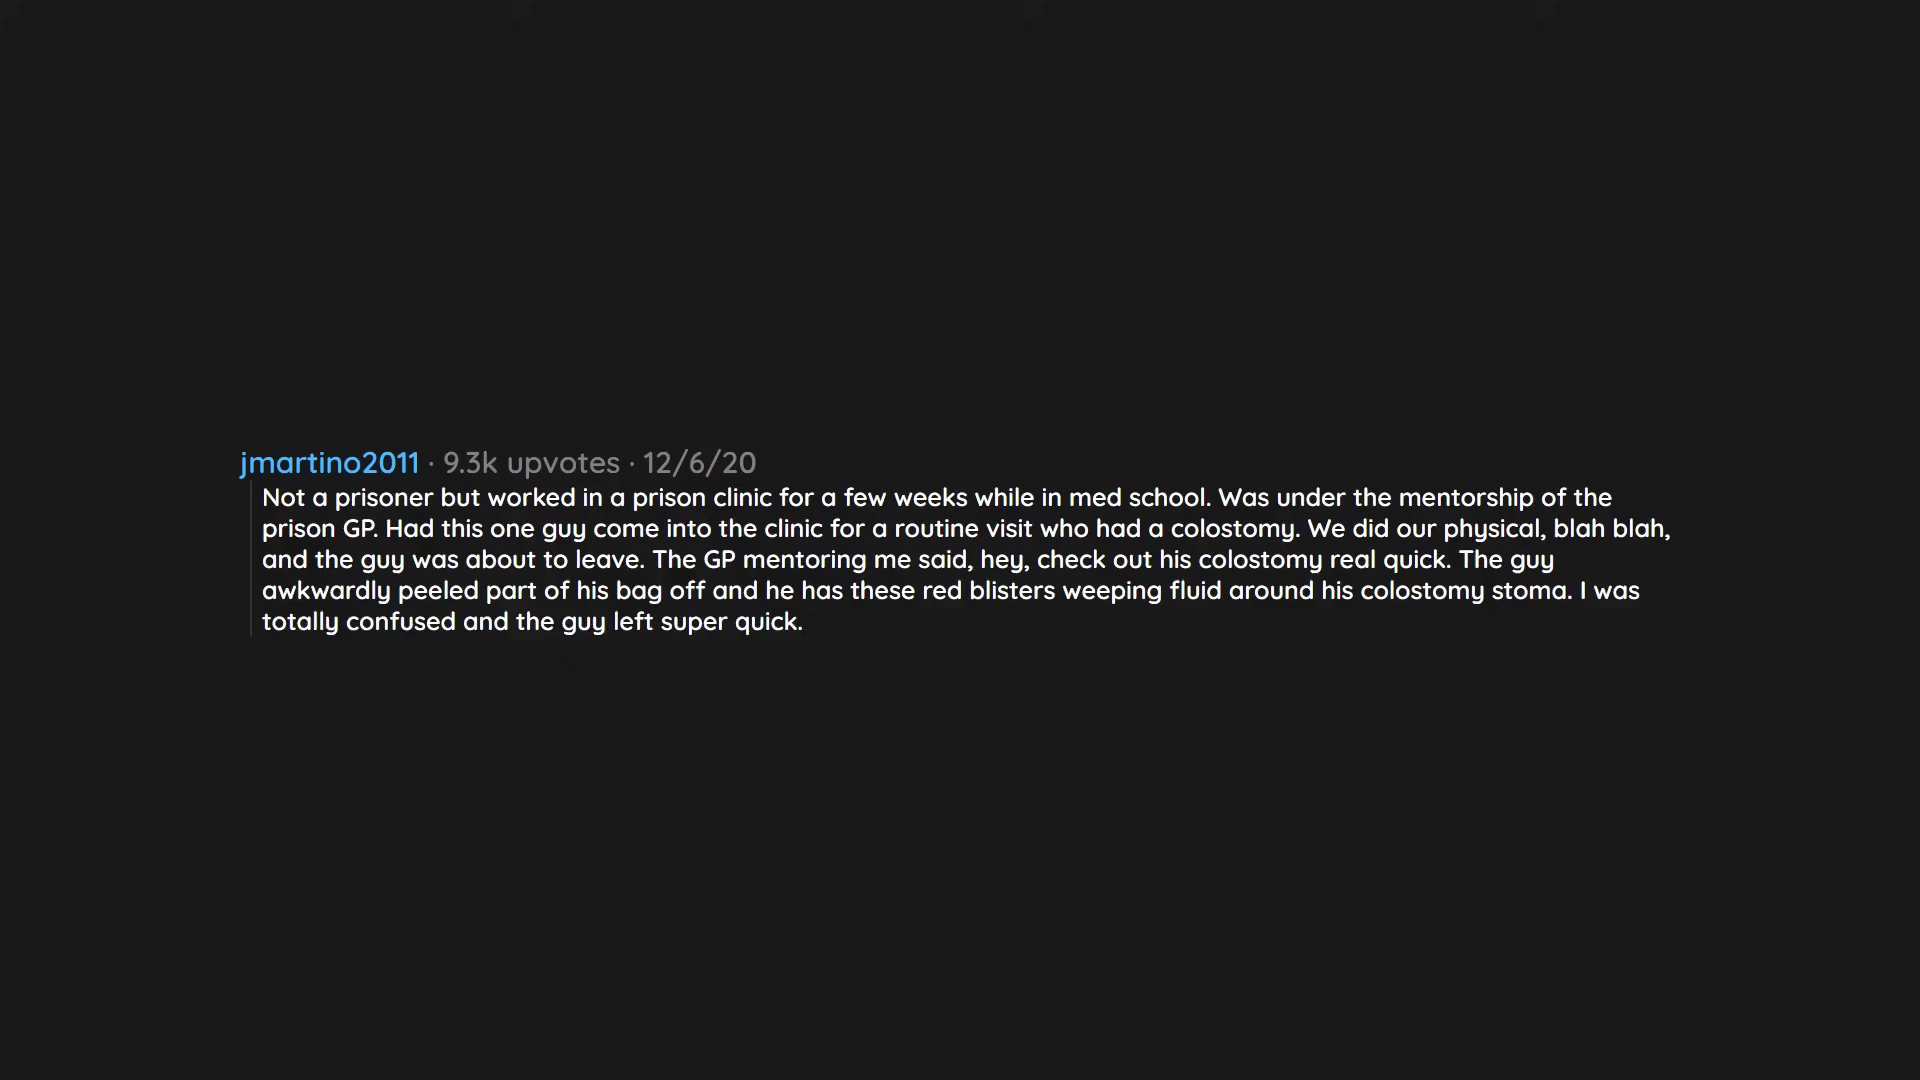 jmartino2011 · 9.3k upvotes · 12/6/20
Not a prisoner but worked in a prison clinic for a few weeks while in med school. Was under the mentorship of the
prison GP. Had this one guy come into the clinic for a routine visit who had a colostomy. We did our physical, blah blah,
and the guy was about to leave. The GP mentoring me said, hey, check out his colostomy real quick. The guy
awkwardly peeled part of his bag off and he has these red blisters weeping fluid around his colostomy stoma. I was
totally confused and the guy left super quick.